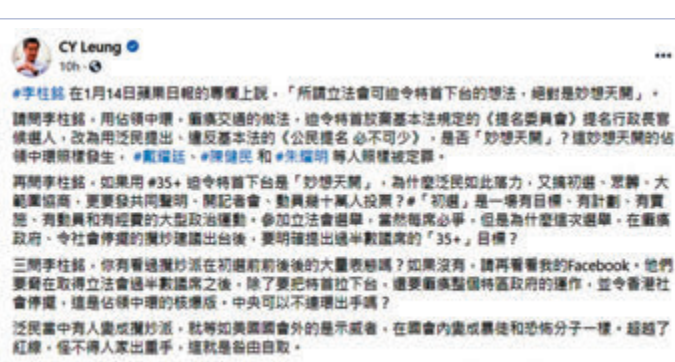 CY Leung
10h
#李柱銘 在1月14日蘋果日報的專欄上說，「所謂立法會可迫令特首下台的想法，絕對是妙想天開」。
請問李柱銘，用佔領中環，癱瘓交通的做法，迫令特首放棄基本法規定的《提名委員會》提名行政長官
候選人，改為用泛民提出、違反基本法的《公民提名 必不可少》，是否「妙想天開」？這妙想天開的佔
領中環照樣發生，#戴耀廷、#陳健民 和 #朱耀明 等人照樣被定罪。
再問李柱銘，如果用 #35+ 迫令特首下台是「妙想天開」，為什麼泛民如此落力，又搞初選、眾籌、大
範圍協商，更要發共同聲明、開記者會、動員幾十萬人投票？#「初選」是一場有目標、有計劃、有實
施、有動員和有經費的大型政治運動。參加立法會選舉，當然每席必爭，但是為什麼這次選舉，在癱瘓
政府、令社會停擺的攬炒建議出台後，要明確提出過半數議席的「35+」目標？
三問李柱銘，你有看過攬炒派在初選前前後後的大量表態嗎？如果沒有，請再看看我的Facebook。他們
要脅在取得立法會過半數議席之後，除了要把特首拉下台，還要癱瘓整個特區政府的運作，並令香港社
會停擺，這是佔領中環的核爆版。中央可以不連環出手嗎？
泛民當中有人變成攬炒派，就等如美國國會外的是示威者，在國會內變成暴徒和恐怖分子一樣。超越了
紅線，怪不得人家出重手，這就是咎由自取。